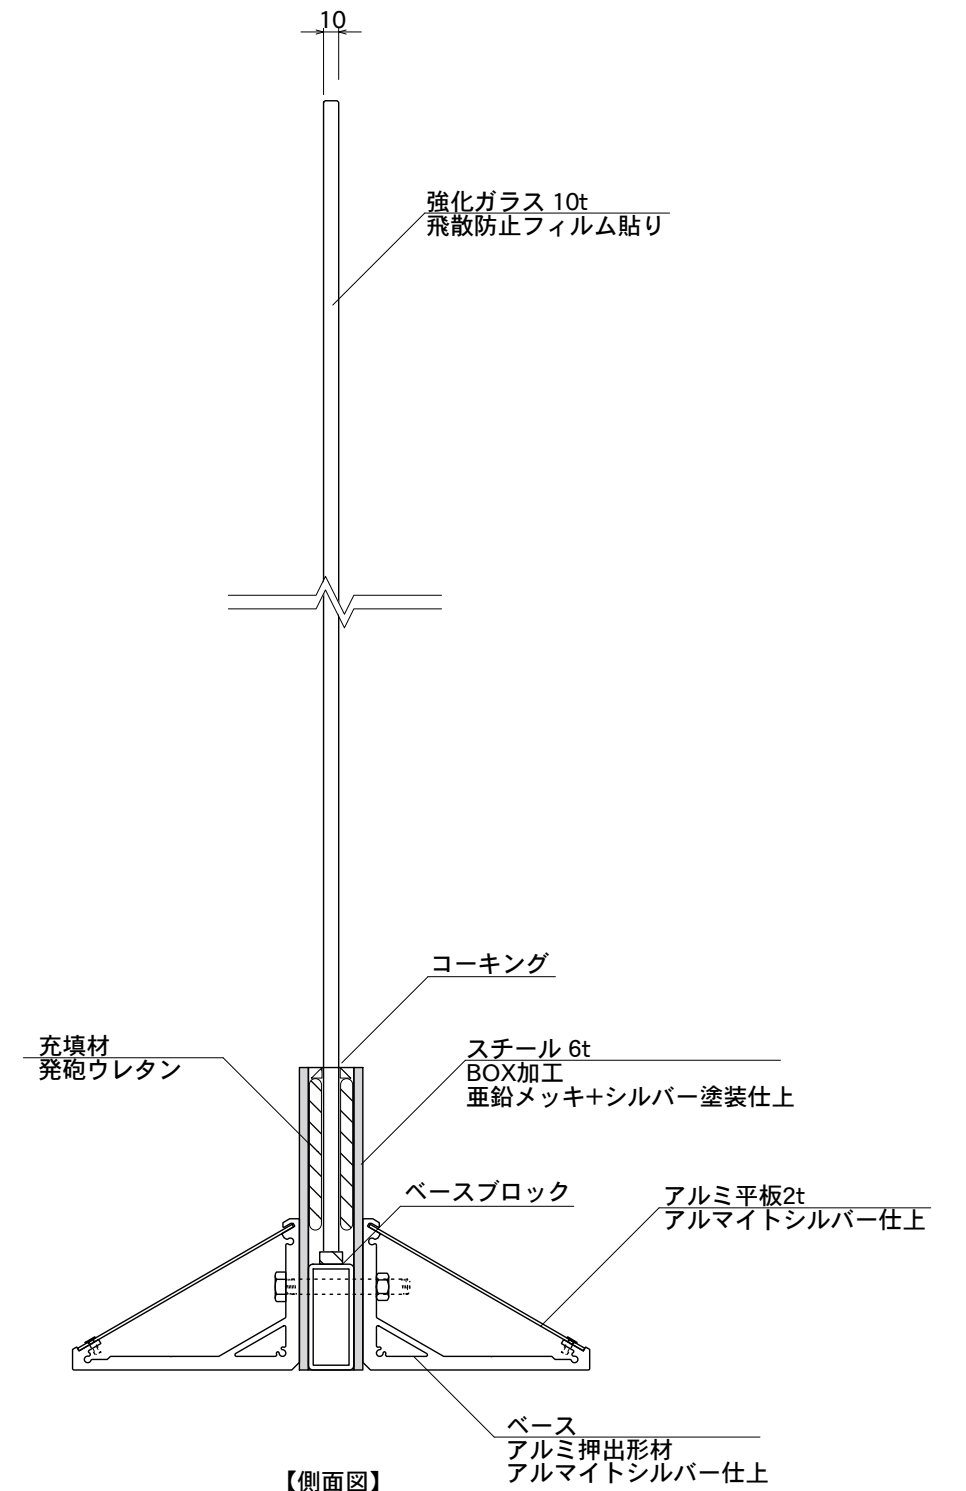 10
強化ガラス 10t
飛散防止フィルム貼り
コーキング
充填材
発砲ウレタン
スチール 6t
BOX加工
亜鉛メッキ+シルバー塗装仕上
ベースブロック
アルミ平板2t
アルマイトシルバー仕上
ベース
アルミ押出形材
アルマイトシルバー仕上
【側面図】